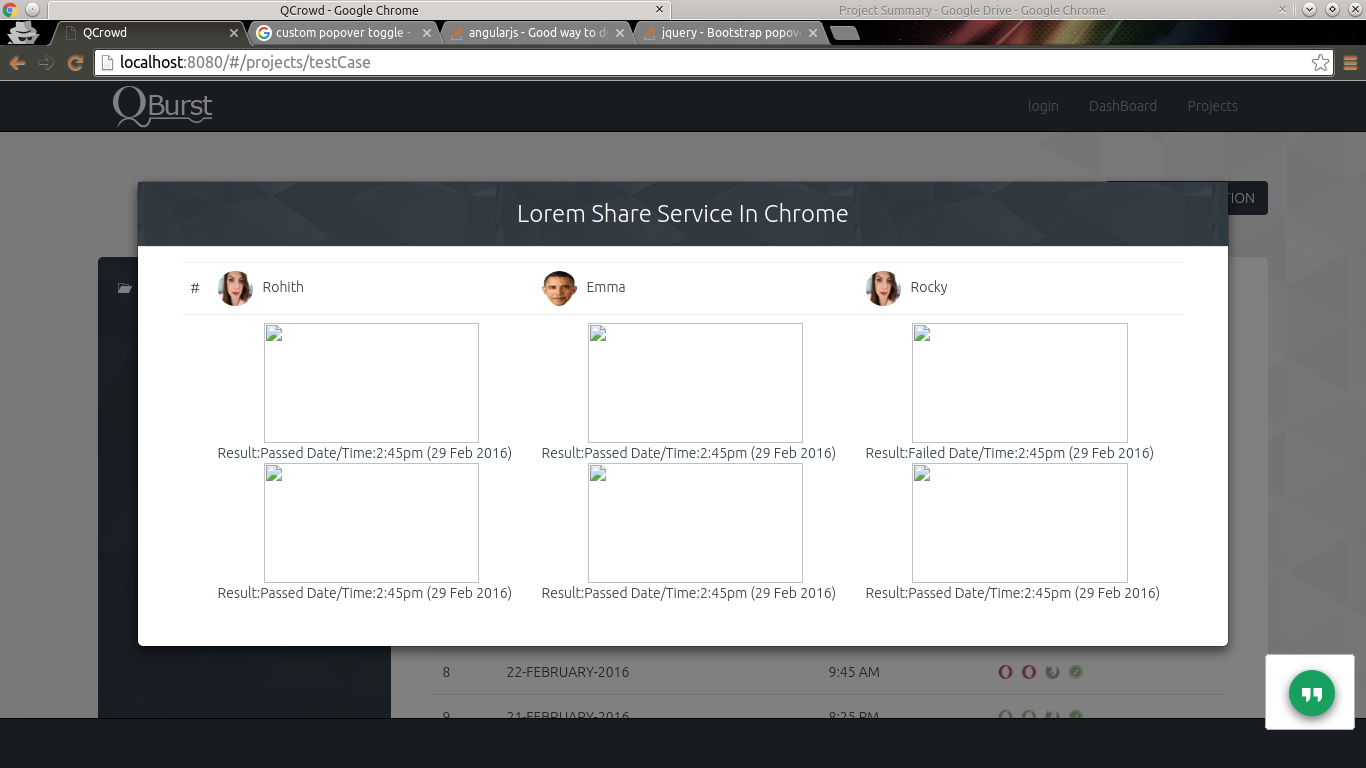 QCrowd - Google Chrome
Project Summary - Google Drive - Google Chrome
QCrowd
custom popover toggle -
angularjs - Good way to d
jquery - Bootstrap popov
localhost:8080/#/projects/testCase
QBurst
login DashBoard Projects
TION
Lorem Share Service In Chrome
# Rohith Emma Rocky
Result:Passed Date/Time:2:45pm (29 Feb 2016) Result:Passed Date/Time:2:45pm (29 Feb 2016) Result:Failed Date/Time:2:45pm (29 Feb 2016)
Result:Passed Date/Time:2:45pm (29 Feb 2016) Result:Passed Date/Time:2:45pm (29 Feb 2016) Result:Passed Date/Time:2:45pm (29 Feb 2016)
8 22-FEBRUARY-2016 9:45 AM
9 21-FEBRUARY-2016 8:25 PM